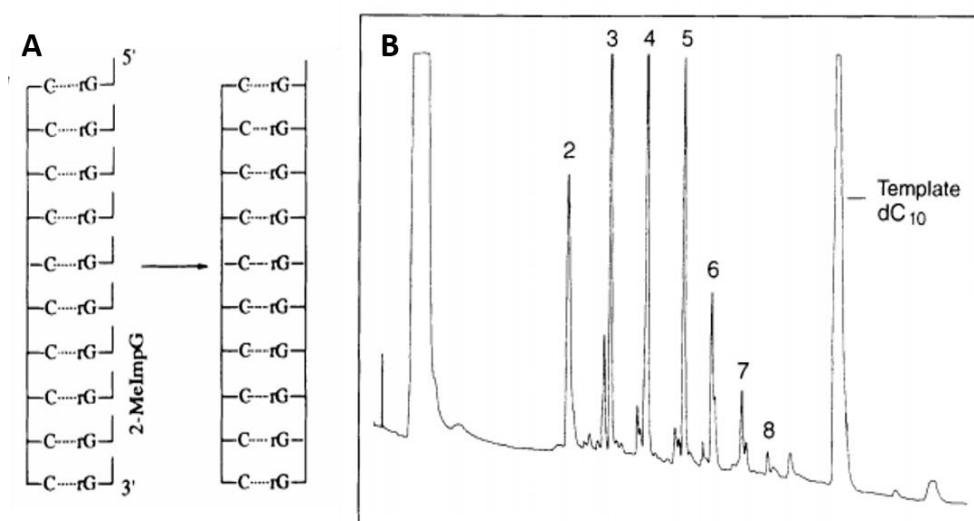 A
5'
C rG C rG
C rG C rG
C rG C rG
C rG C rG
C rG C rG
C rG C rG
C rG C rG
C rG C rG
C rG C rG
C rG C rG
3'
2-MeImpG
B
2
3
4
5
6
7
8
Template
dC10